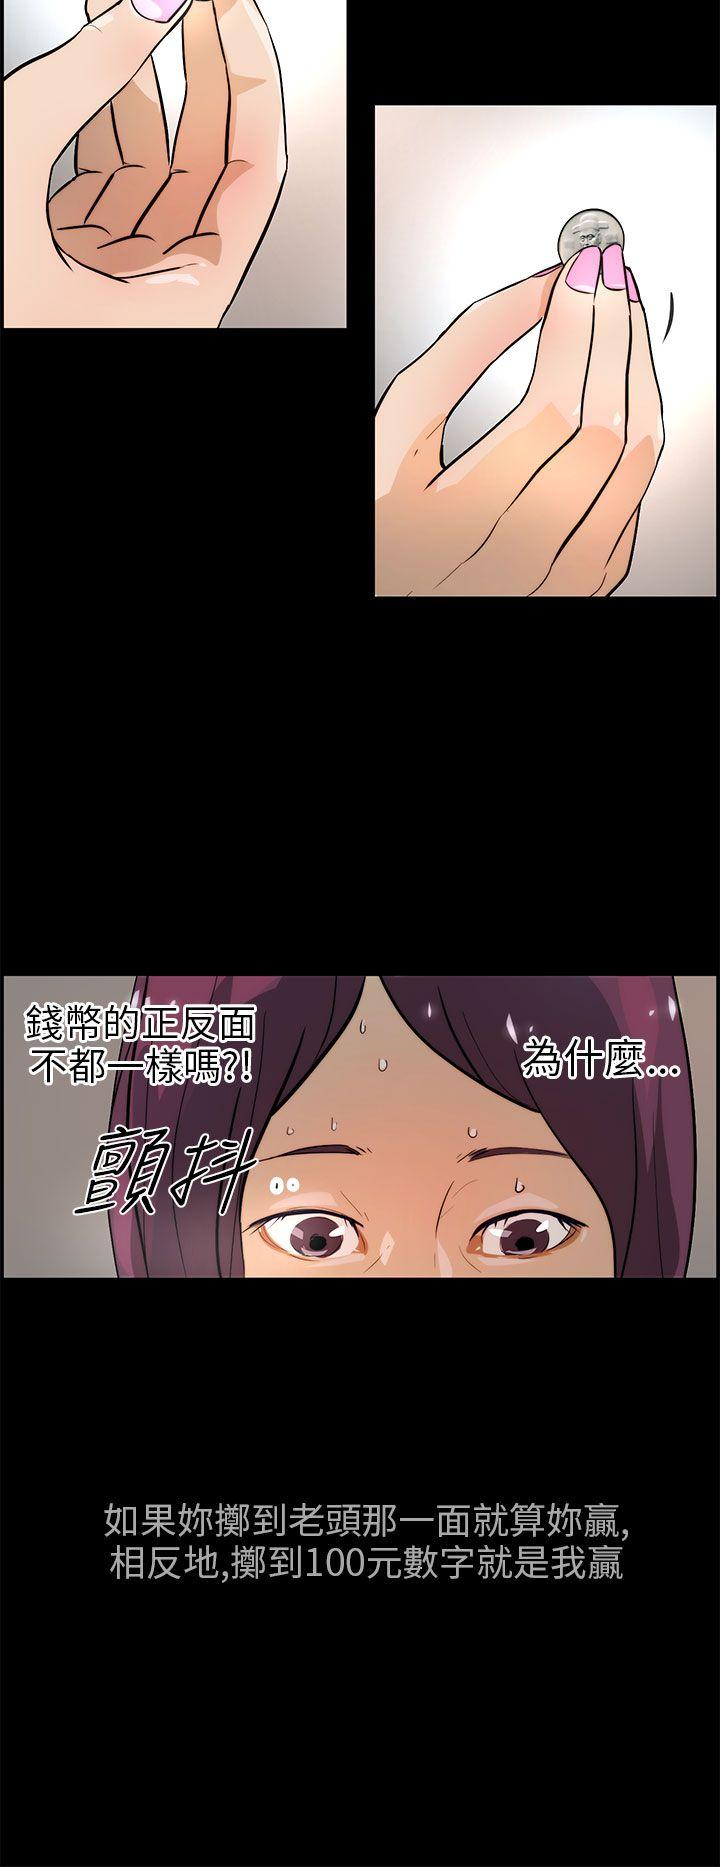 為什麼...
錢幣的正反面
不都一樣嗎?!
顫抖
如果妳擲到老頭那一面就算妳贏,
相反地,擲到100元數字就是我贏